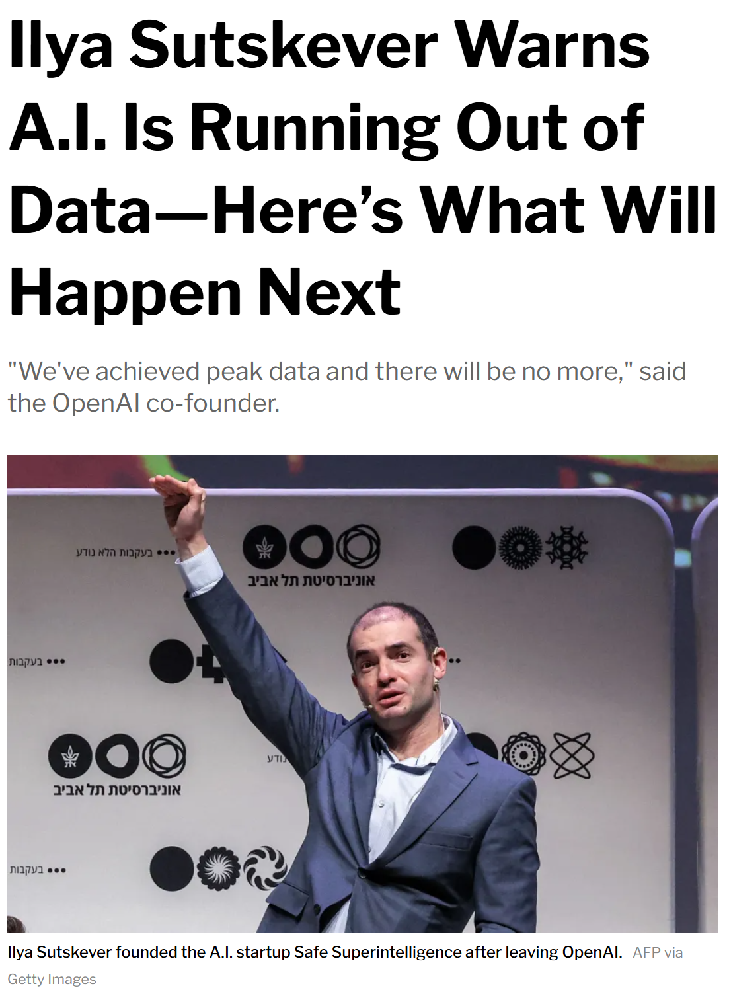 Ilya Sutskever Warns
A.I. Is Running Out of
Data—Here’s What Will
Happen Next
"We've achieved peak data and there will be no more," said
the OpenAI co-founder.
בעקבות הלא נודע
אוניברסיטת תל אביב
בעקבות
נודע
אוניברסיטת תל אביב
בעקבות
Ilya Sutskever founded the A.I. startup Safe Superintelligence after leaving OpenAI. AFP via
Getty Images